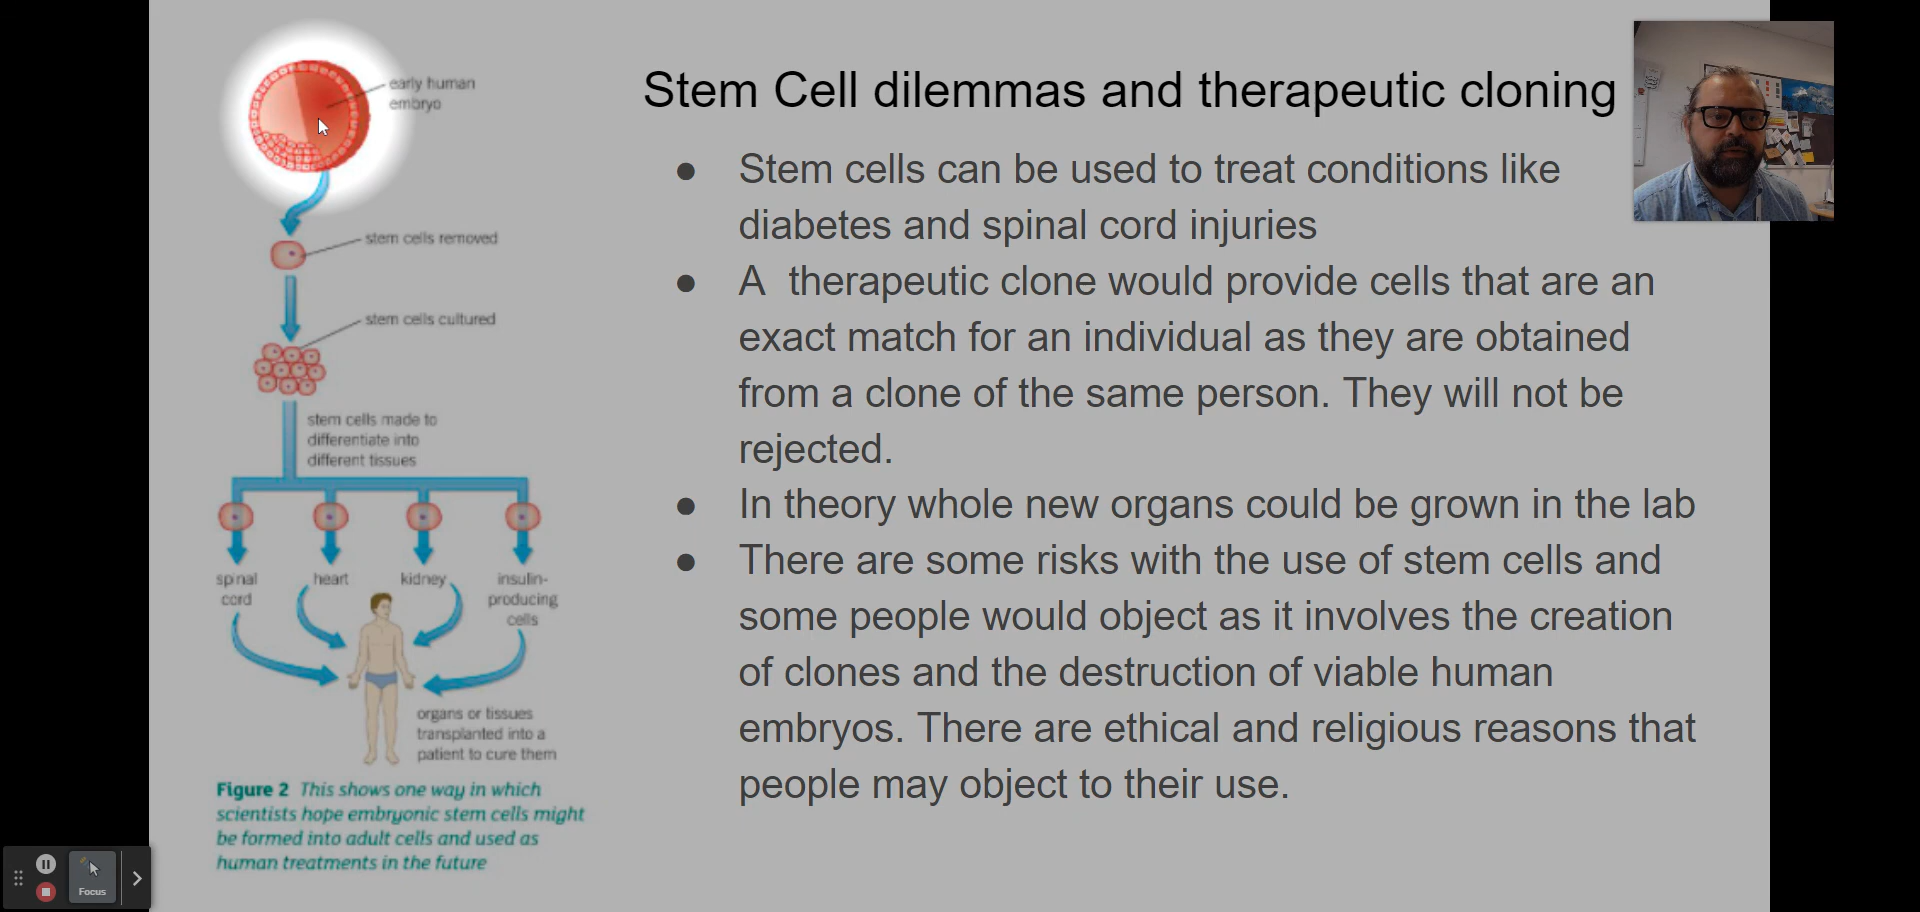 Stem Cell dilemmas and therapeutic cloning
early human
embryo
stem cells removed
stem cells cultured
stem cells made to
differentiate into
different tissues
spinal
cord
heart
kidney
insulin-
producing
cells
organs or tissues
transplanted into a
patient to cure them
Figure 2 This shows one way in which
scientists hope embryonic stem cells might
be formed into adult cells and used as
human treatments in the future
● Stem cells can be used to treat conditions like
diabetes and spinal cord injuries
● A therapeutic clone would provide cells that are an
exact match for an individual as they are obtained
from a clone of the same person. They will not be
rejected.
● In theory whole new organs could be grown in the lab
● There are some risks with the use of stem cells and
some people would object as it involves the creation
of clones and the destruction of viable human
embryos. There are ethical and religious reasons that
people may object to their use.
Focus